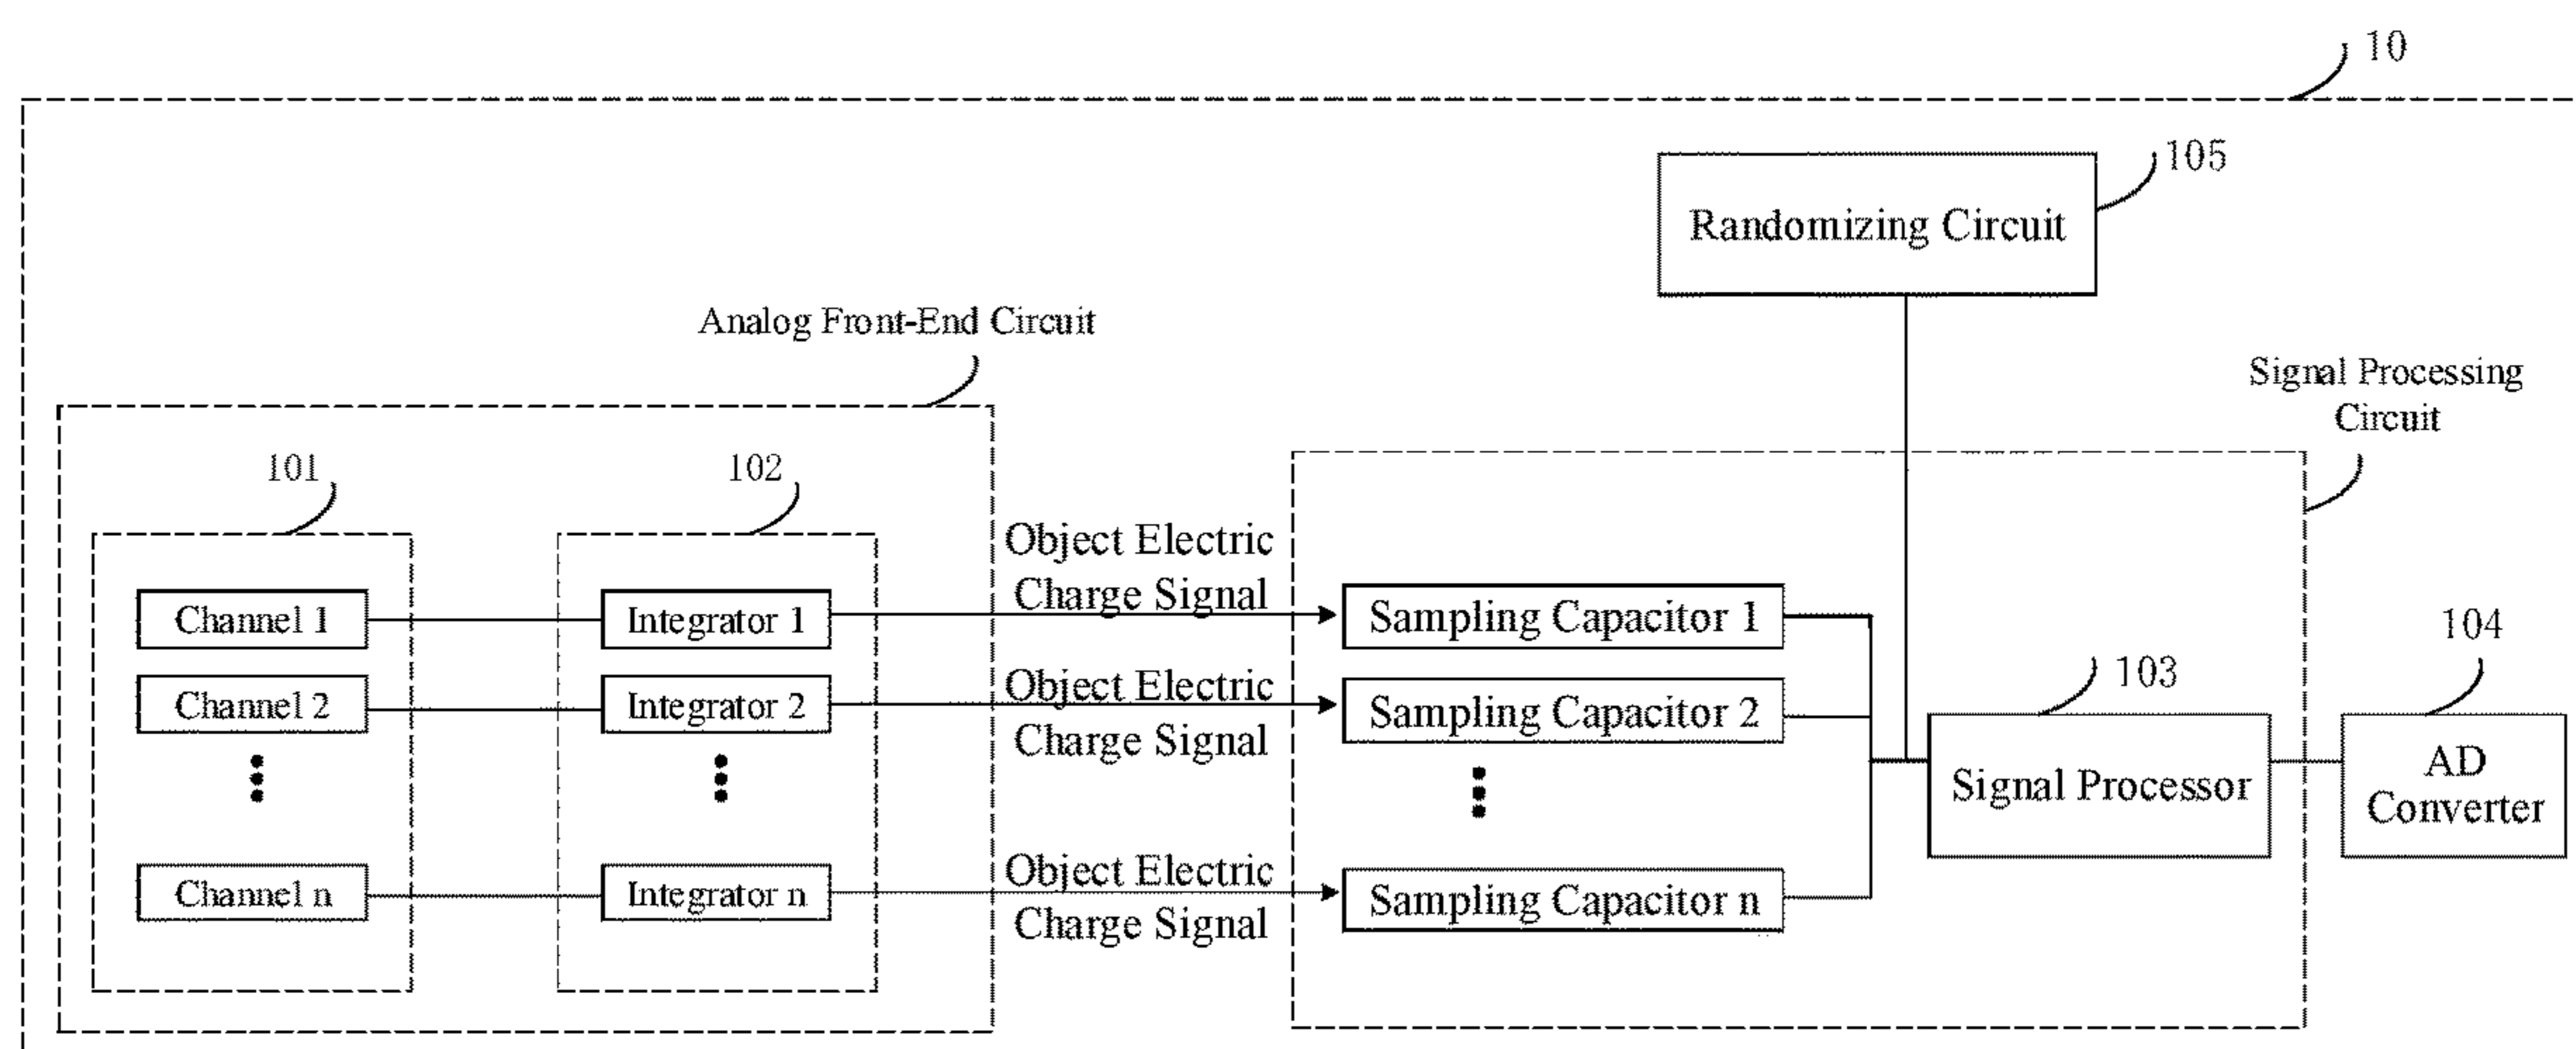 10
105
Randomizing Circuit
Analog Front-End Circuit
Signal Processing
Circuit
101
102
Object Electric
Charge Signal
Channel 1
Integrator 1
Sampling Capacitor 1
104
103
Object Electric
Charge Signal
Channel 2
Integrator 2
Sampling Capacitor 2
Signal Processor
AD
Converter
Object Electric
Charge Signal
Channel n
Integrator n
Sampling Capacitor n